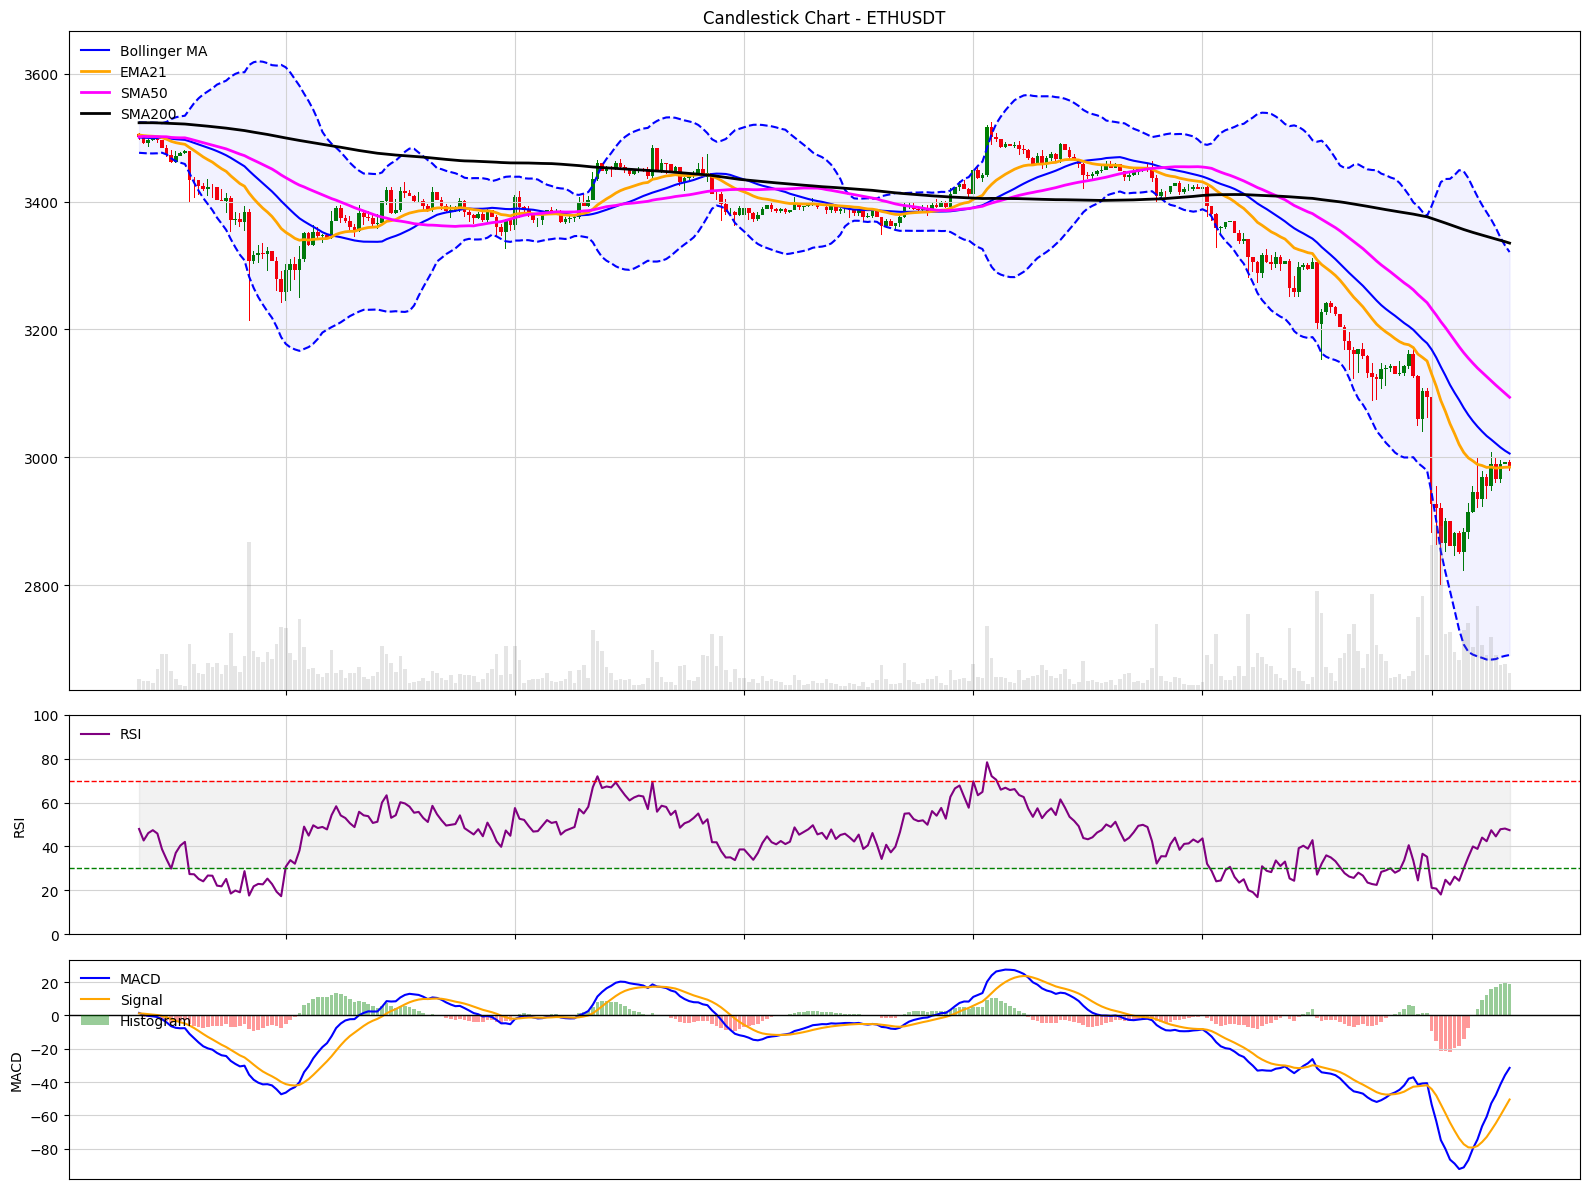 Candlestick Chart - ETHUSDT
Bollinger MA
EMA21
SMA50
SMA200
3600
3400
3200
3000
2800
RSI
100
80
60
40
20
0
RSI
MACD
Signal
Histogram
20
0
−20
−40
−60
−80
MACD